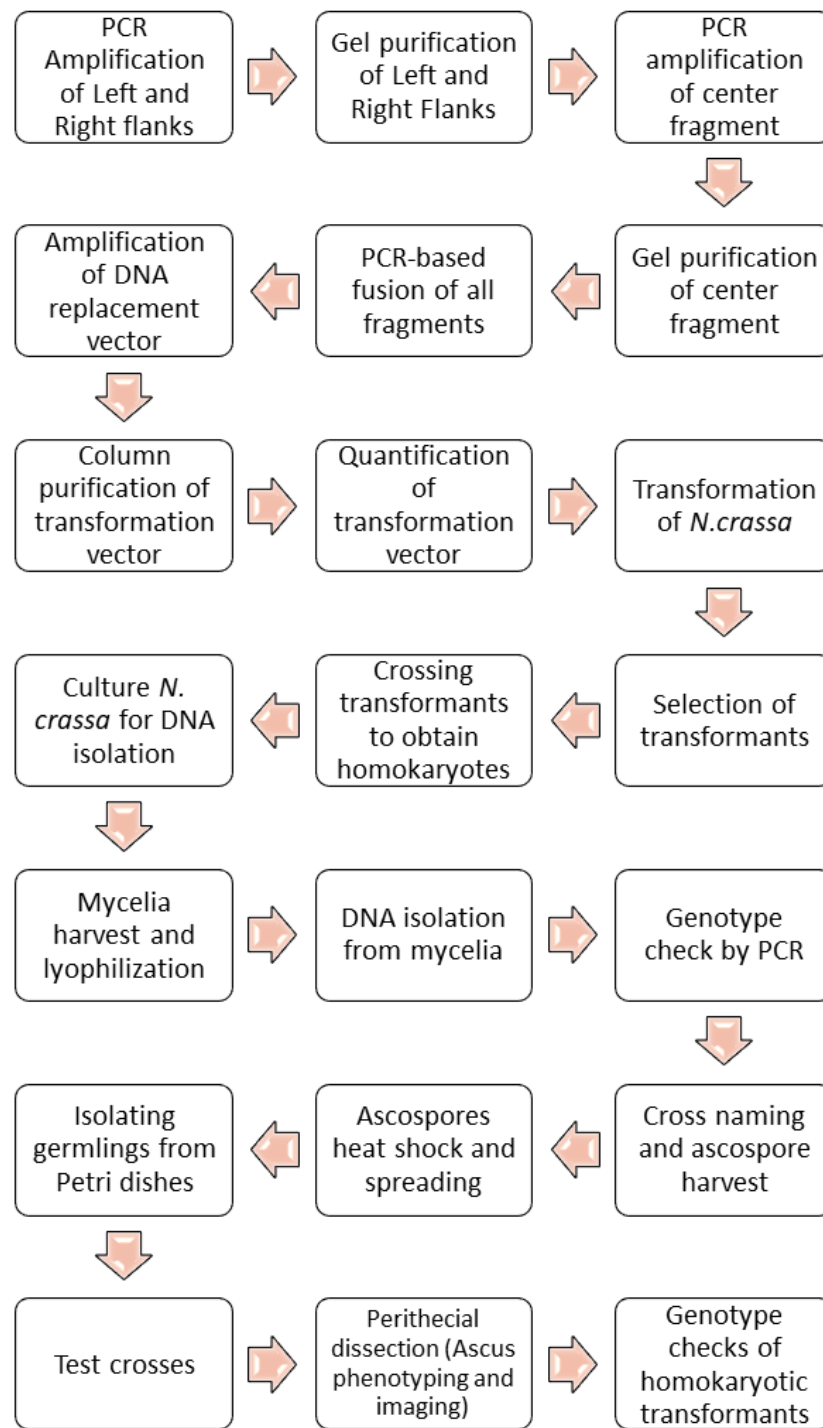 PCR
Amplification
of Left and
Right flanks
Gel purification
of Left and
Right Flanks
PCR
amplification
of center
fragment
Gel purification
of center
fragment
PCR-based
fusion of all
fragments
Amplification
of DNA
replacement
vector
Column
purification of
transformation
vector
Quantification
of
transformation
vector
Transformation
of N.crassa
Selection of
transformants
Crossing
transformants
to obtain
homokaryotes
Culture N.
crassa for DNA
isolation
Mycelia
harvest and
lyophilization
DNA isolation
from mycelia
Genotype
check by PCR
Cross naming
and ascospore
harvest
Ascospores
heat shock and
spreading
Isolating
germlings from
Petri dishes
Test crosses
Perithecial
dissection (Ascus
phenotyping and
imaging)
Genotype
checks of
homokaryotic
transformants